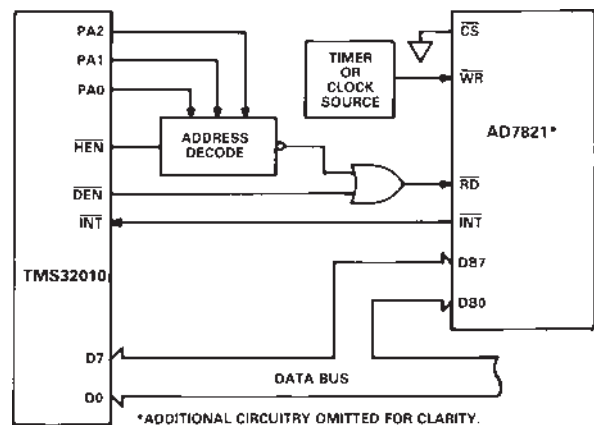 PA2
PA1
PA0
HEN
DEN
INT
TMS32010
D7
D0
ADDRESS
DECODE
TIMER
OR
CLOCK
SOURCE
CS
WR
AD7821*
RD
INT
DB7
DB0
DATA BUS
*ADDITIONAL CIRCUITRY OMITTED FOR CLARITY.